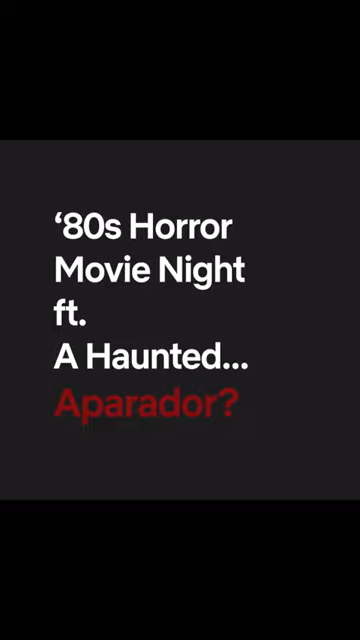 ‘80s Horror
Movie Night
ft.
A Haunted...
Aparador?